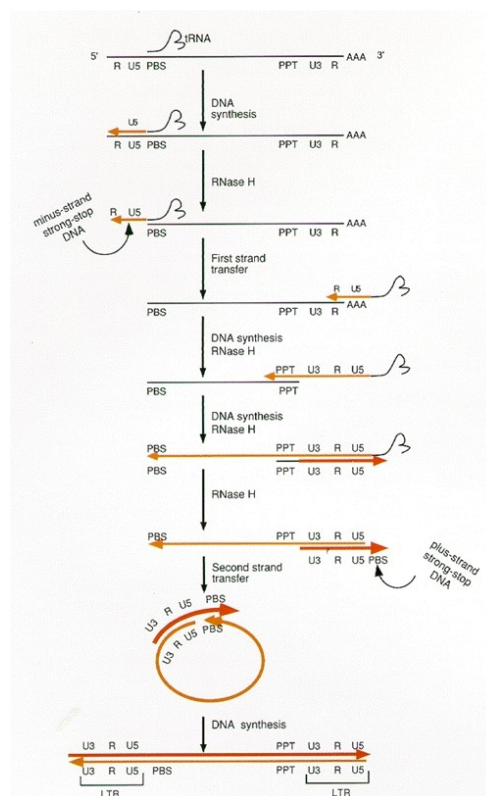 tRNA
5' AAA 3'
R U5 PBS PPT U3 R
DNA
synthesis
U5
AAA
R U5 PBS PPT U3 R
RNase H
minus-strand
strong-stop
DNA
R U5
AAA
PBS PPT U3 R
First strand
transfer
R U5
PBS PPT U3 R AAA
DNA synthesis
RNase H
PPT U3 R U5
PBS PPT
DNA synthesis
RNase H
PBS
PBS PPT U3 R U5
U3 R U5
RNase H
PBS PPT U3 R U5
U3 R U5 PBS
plus-strand
strong-stop
DNA
Second strand
transfer
U3 R U5 PBS
U3 R U5 PBS
DNA synthesis
U3 R U5 PPT U3 R U5
U3 R U5 PBS PPT U3 R U5
LTR LTR